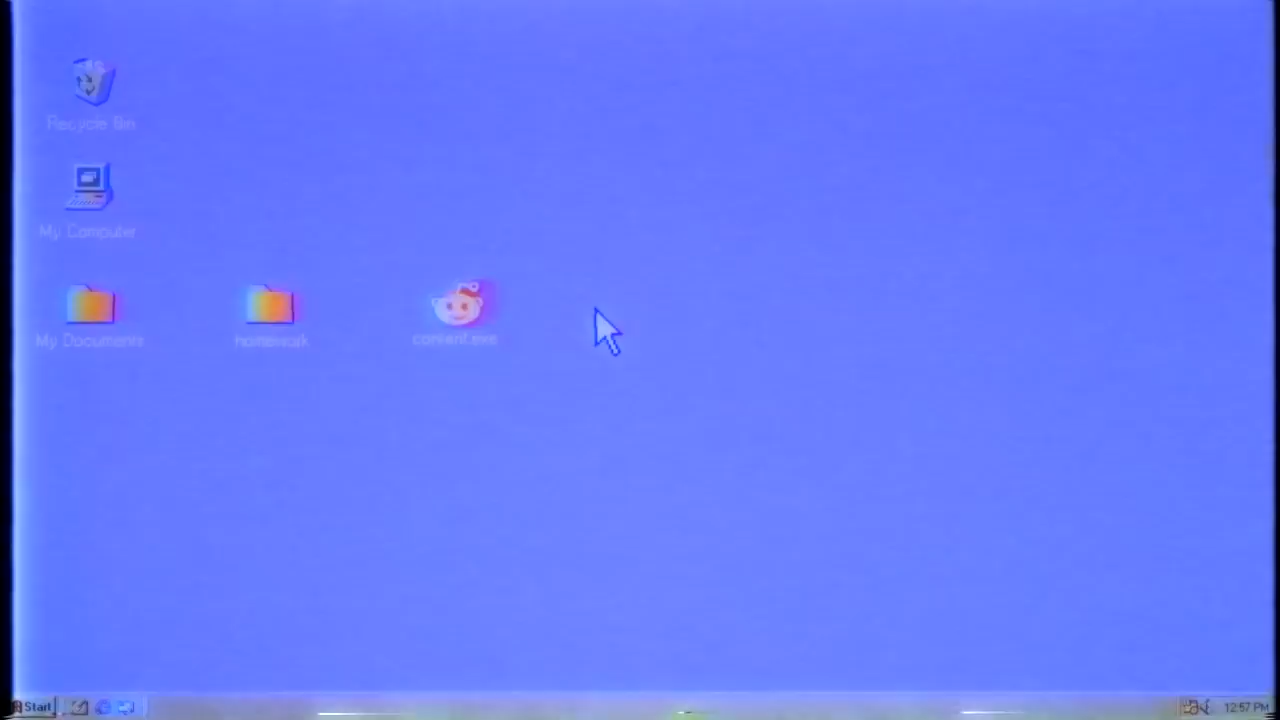 Recycle Bin
My Computer
My Documents
homework
content.exe
Start
12:57 PM